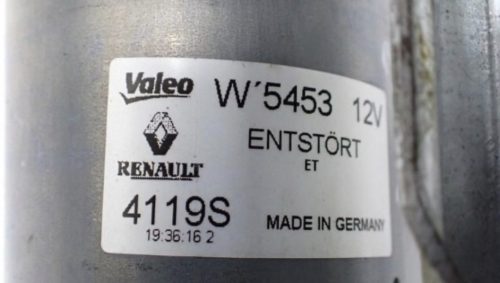 Valeo W´5453 12V
ENTSTÖRT
ET
RENAULT
4119S MADE IN GERMANY
19:36:16 2